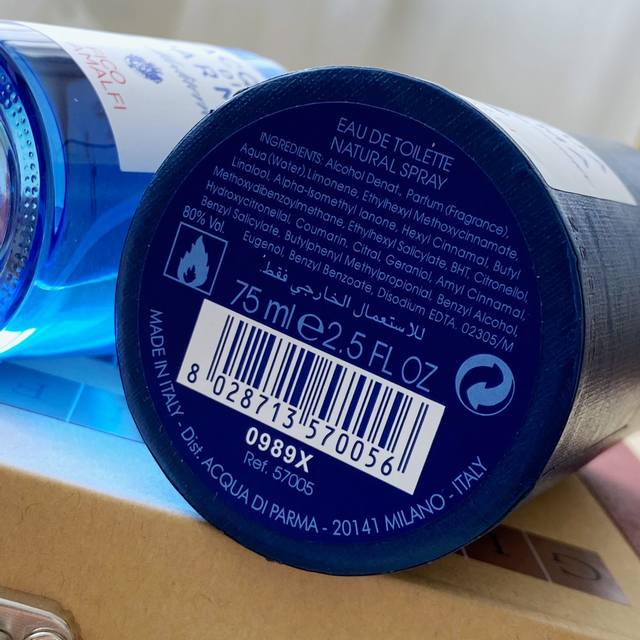 EAU DE TOILETTE
NATURAL SPRAY
INGREDIENTS: Alcohol Denat., Parfum (Fragrance),
Aqua (Water), Limonene, Ethylhexyl Methoxycinnamate,
Linalool, Alpha-Isomethyl Ionone, Hexyl Cinnamal, Butyl
Methoxydibenzoylmethane, Ethylhexyl Salicylate, BHT, Citronellol,
Hydroxycitronellal, Coumarin, Citral, Geraniol, Amyl Cinnamal,
Benzyl Salicylate, Butylphenyl Methylpropional, Benzyl Alcohol,
Eugenol, Benzyl Benzoate, Disodium EDTA. 02305/M
80% Vol.
للاستعمال الخارجي فقط.
75 ml ℮ 2.5 FL OZ
8 028713 570056
0989X
Ref. 57005
MADE IN ITALY - Dist. ACQUA DI PARMA - 20141 MILANO - ITALY
AMALFI